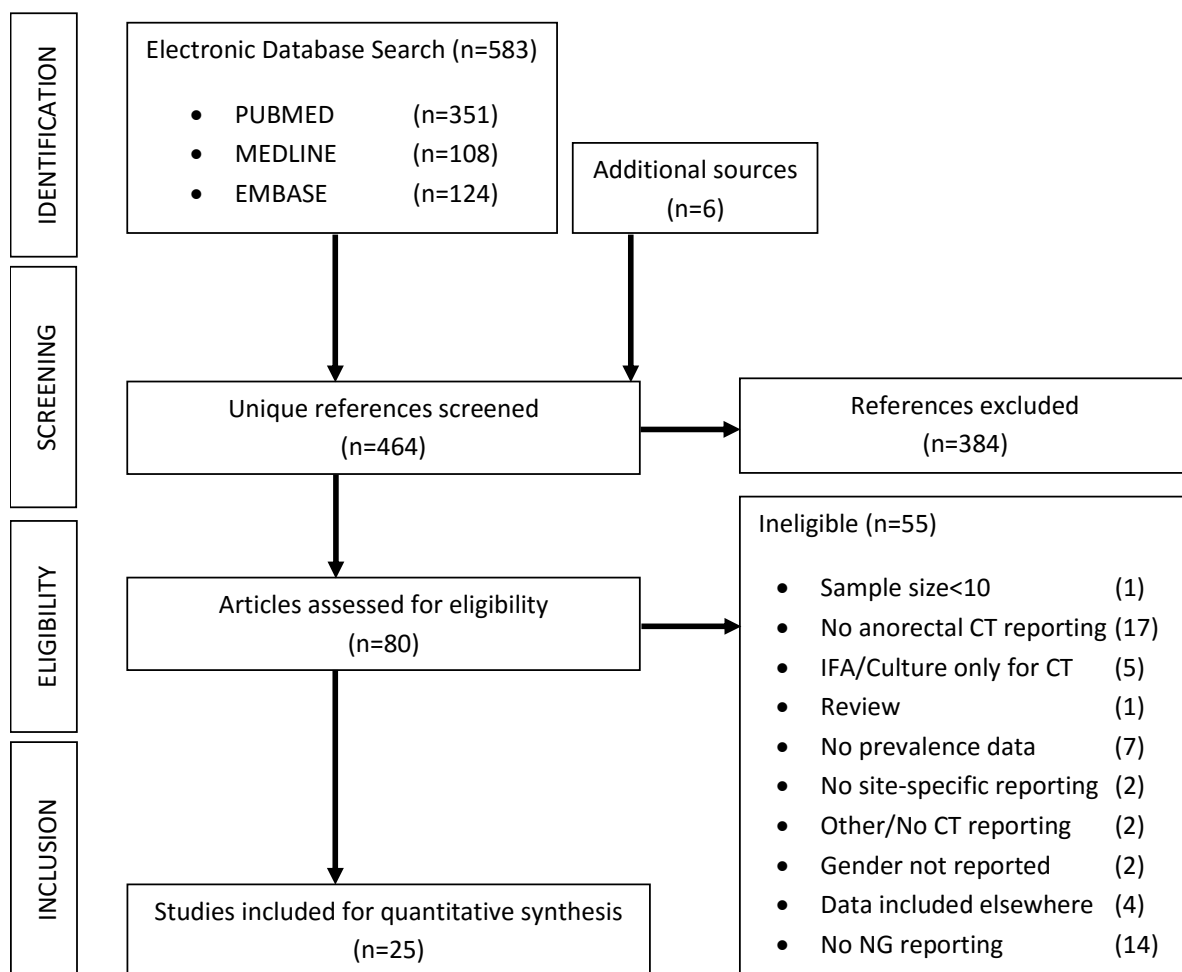 IDENTIFICATION
Electronic Database Search (n=583)
• PUBMED (n=351)
• MEDLINE (n=108)
• EMBASE (n=124)
Additional sources
(n=6)
SCREENING
Unique references screened
(n=464)
References excluded
(n=384)
ELIGIBILITY
Articles assessed for eligibility
(n=80)
Ineligible (n=55)
• Sample size<10 (1)
• No anorectal CT reporting (17)
• IFA/Culture only for CT (5)
• Review (1)
• No prevalence data (7)
• No site-specific reporting (2)
• Other/No CT reporting (2)
• Gender not reported (2)
• Data included elsewhere (4)
• No NG reporting (14)
INCLUSION
Studies included for quantitative synthesis
(n=25)